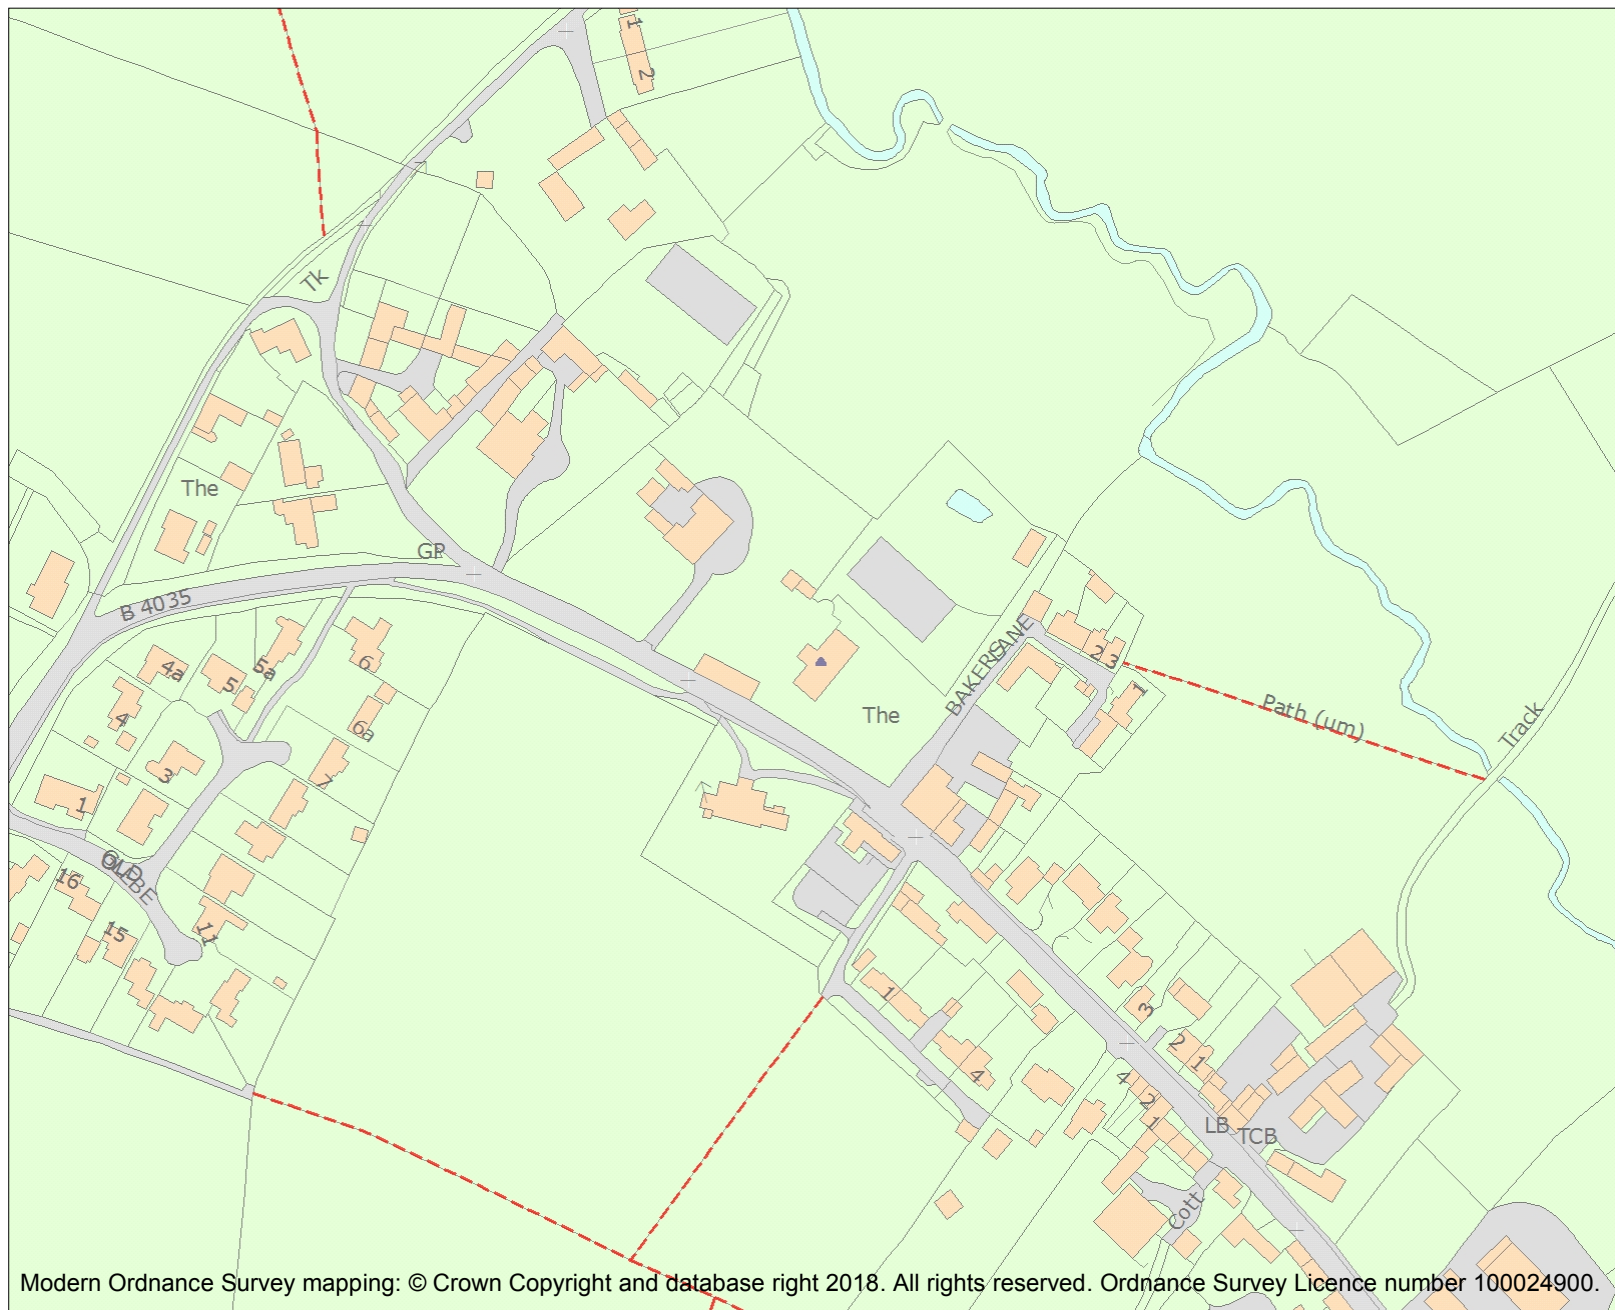 1
2
Tk
The
GP
B 4035
4a
5
5a
6
4
6a
3
7
1
OLD
GLEBE
16
15
11
The
BAKERS
LANE
2
3
1
Path (um)
Track
1
4
3
2
1
4
2
1
LB
TCB
Cott
Modern Ordnance Survey mapping: © Crown Copyright and database right 2018. All rights reserved. Ordnance Survey Licence number 100024900.